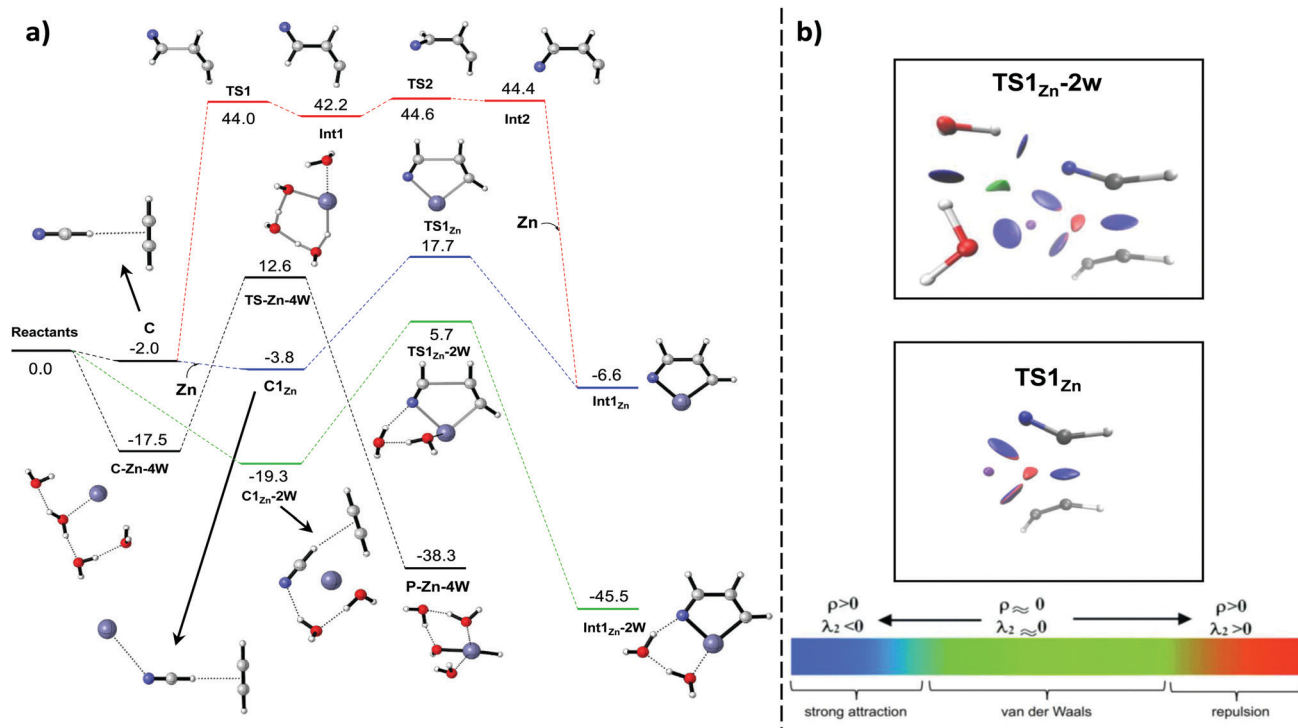 a)
TS1
44.0
42.2
Int1
TS2
44.6
44.4
Int2
TS1Zn
17.7
Zn
12.6
TS-Zn-4W
C
Reactants
0.0
-2.0
Zn
-3.8
C1Zn
5.7
TS1Zn-2W
-6.6
Int1Zn
-17.5
C-Zn-4W
-19.3
C1Zn-2W
-38.3
P-Zn-4W
-45.5
Int1Zn-2W
b)
TS1Zn-2w
TS1Zn
ρ>0 ρ≈0 ρ>0
λ2<0 λ2≈0 λ2>0
strong attraction van der Waals repulsion